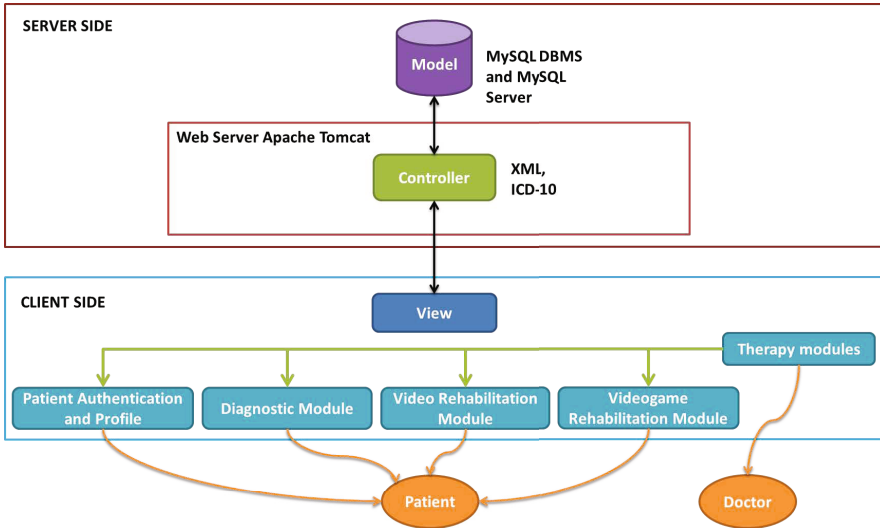 SERVER SIDE
Model
MySQL DBMS
and MySQL
Server
Web Server Apache Tomcat
Controller
XML,
ICD-10
CLIENT SIDE
View
Therapy modules
Patient Authentication
and Profile
Diagnostic Module
Video Rehabilitation
Module
Videogame
Rehabilitation Module
Patient
Doctor